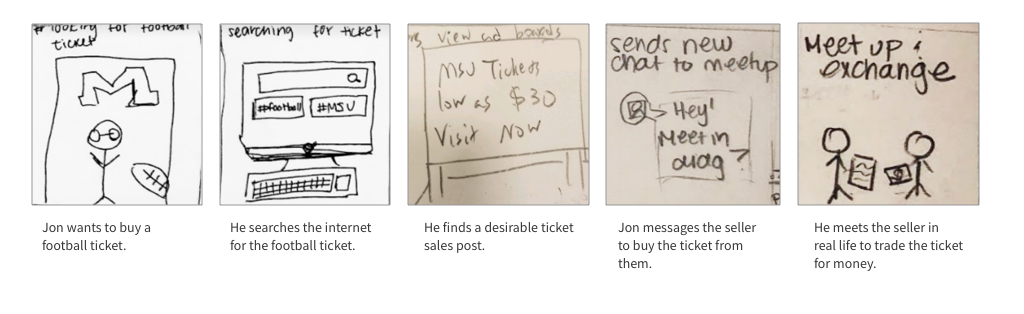 #looking for football
ticket
M
Jon wants to buy a
football ticket.
searching for ticket
#football #MSU
He searches the internet
for the football ticket.
view ad boards
MSU Tickets
low as $30
Visit Now
He finds a desirable ticket
sales post.
sends new
chat to meetup
Hey!
Meet in
quad?
Jon messages the seller
to buy the ticket from
them.
Meet up &
exchange
He meets the seller in
real life to trade the ticket
for money.